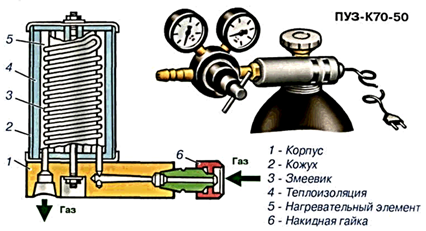 ПУЗ-К70-50
5
4
3
2
1
6
Газ
Газ
1 - Корпус
2 - Кожух
3 - Змеевик
4 - Теплоизоляция
5 - Нагревательный элемент
6 - Накидная гайка